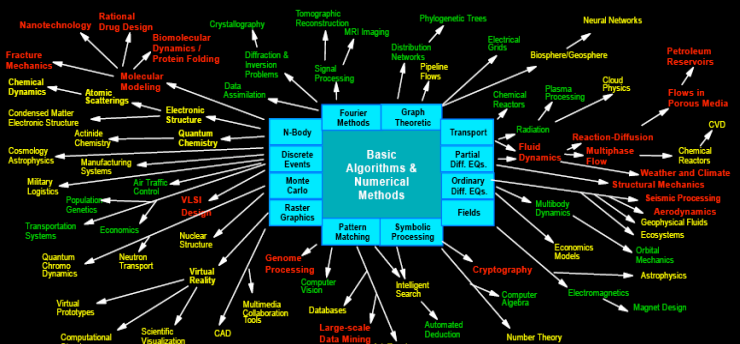 Nanotechnology
Rational
Drug Design
Crystallography
Tomographic
Reconstruction
MRI Imaging
Phylogenetic Trees
Neural Networks
Biomolecular
Dynamics /
Protein Folding
Fracture
Mechanics
Molecular
Modeling
Diffraction &
Inversion
Problems
Signal
Processing
Distribution
Networks
Pipeline
Flows
Electrical
Grids
Biosphere/Geosphere
Petroleum
Reservoirs
Chemical
Dynamics
Atomic
Scatterings
Data
Assimilation
Chemical
Reactors
Plasma
Processing
Cloud
Physics
Flows in
Porous Media
Condensed Matter
Electronic Structure
Electronic
Structure
Fourier
Methods
Graph
Theoretic
Actinide
Chemistry
Quantum
Chemistry
N-Body
Transport
Radiation
Reaction-Diffusion
CVD
Cosmology
Astrophysics
Manufacturing
Systems
Discrete
Events
Basic
Algorithms &
Numerical
Methods
Partial
Diff. EQs.
Fluid
Dynamics
Multiphase
Flow
Chemical
Reactors
Weather and Climate
Structural Mechanics
Military
Logistics
Air Traffic
Control
Monte
Carlo
Ordinary
Diff. EQs.
Seismic Processing
Aerodynamics
Population
Genetics
VLSI
Design
Raster
Graphics
Fields
Multibody
Dynamics
Geophysical Fluids
Ecosystems
Transportation
Systems
Economics
Nuclear
Structure
Pattern
Matching
Symbolic
Processing
Economics
Models
Orbital
Mechanics
Quantum
Chromo
Dynamics
Neutron
Transport
Virtual
Reality
Genome
Processing
Computer
Vision
Intelligent
Search
Cryptography
Astrophysics
Virtual
Prototypes
Multimedia
Collaboration
Tools
Databases
Computer
Algebra
Electromagnetics
Magnet Design
Computational
Scientific
Visualization
CAD
Large-scale
Data Mining
Automated
Deduction
Number Theory